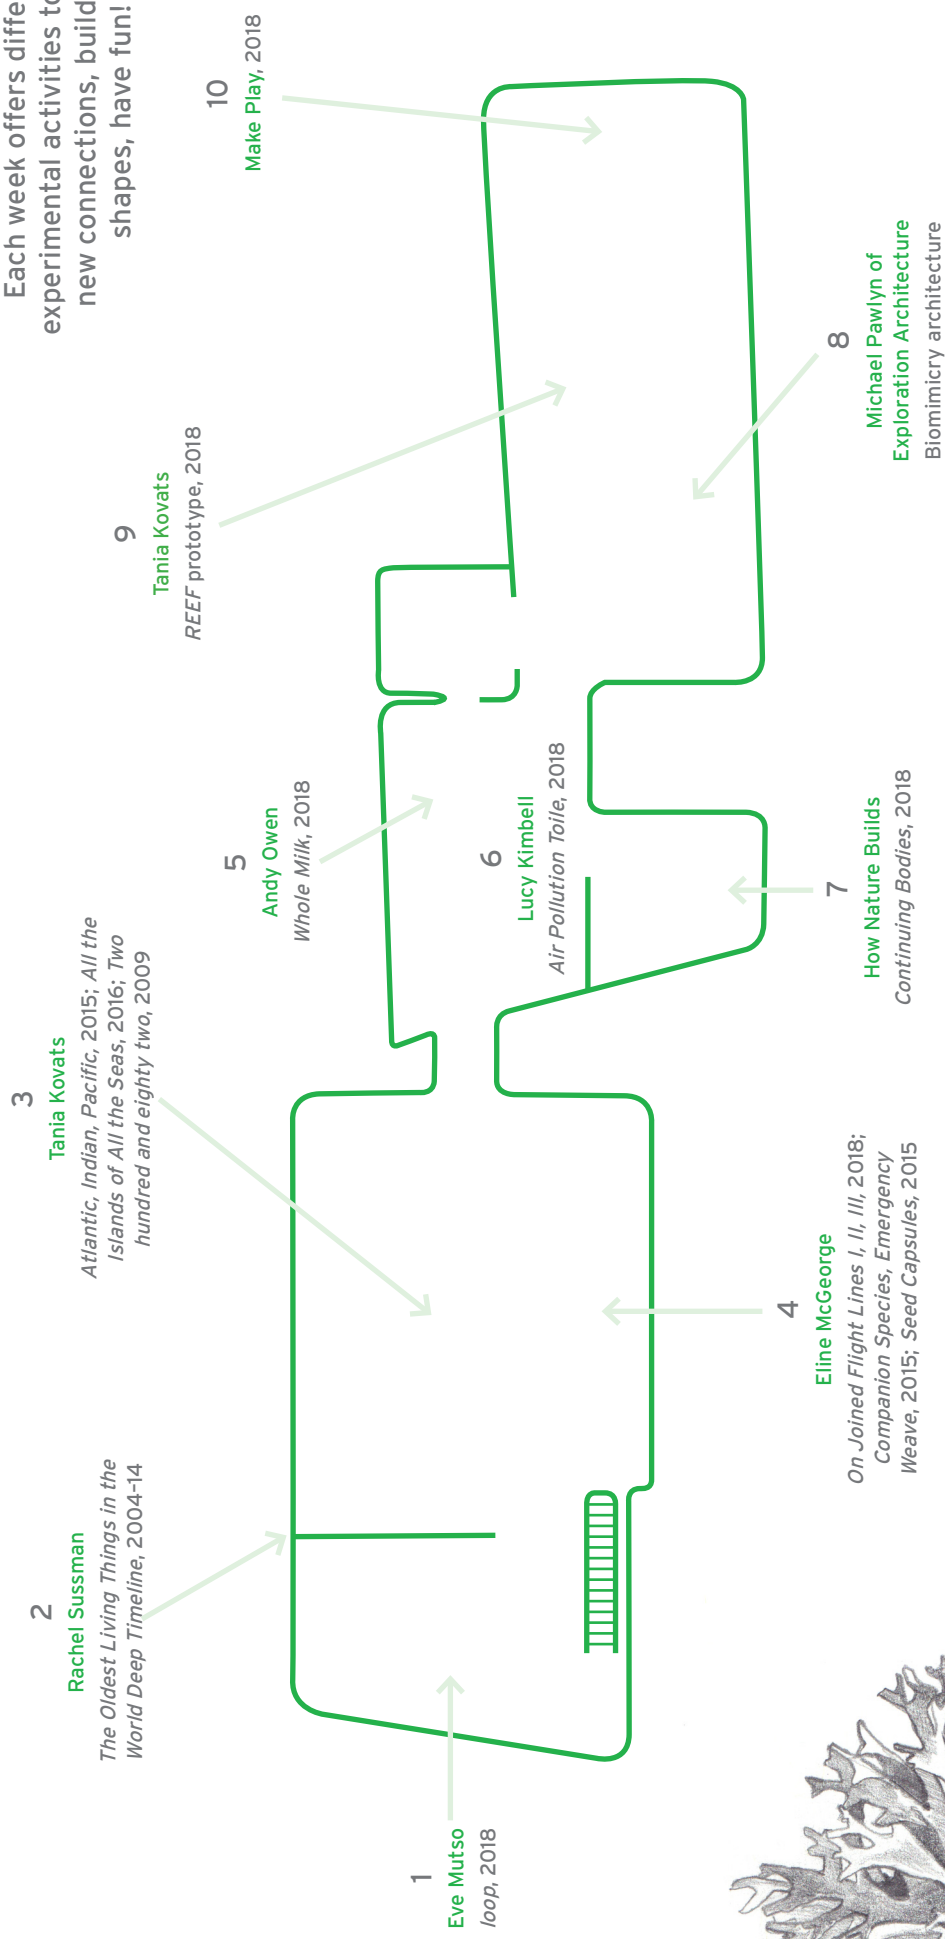 Each week offers diffe
experimental activities to
new connections, build
shapes, have fun!
1
Eve Mutso
loop, 2018
2
Rachel Sussman
The Oldest Living Things in the
World Deep Timeline, 2004-14
3
Tania Kovats
Atlantic, Indian, Pacific, 2015; All the
Islands of All the Seas, 2016; Two
hundred and eighty two, 2009
4
Eline McGeorge
On Joined Flight Lines I, II, III, 2018;
Companion Species, Emergency
Weave, 2015; Seed Capsules, 2015
5
Andy Owen
Whole Milk, 2018
6
Lucy Kimbell
Air Pollution Toile, 2018
7
How Nature Builds
Continuing Bodies, 2018
8
Michael Pawlyn of
Exploration Architecture
Biomimicry architecture
9
Tania Kovats
REEF prototype, 2018
10
Make Play, 2018